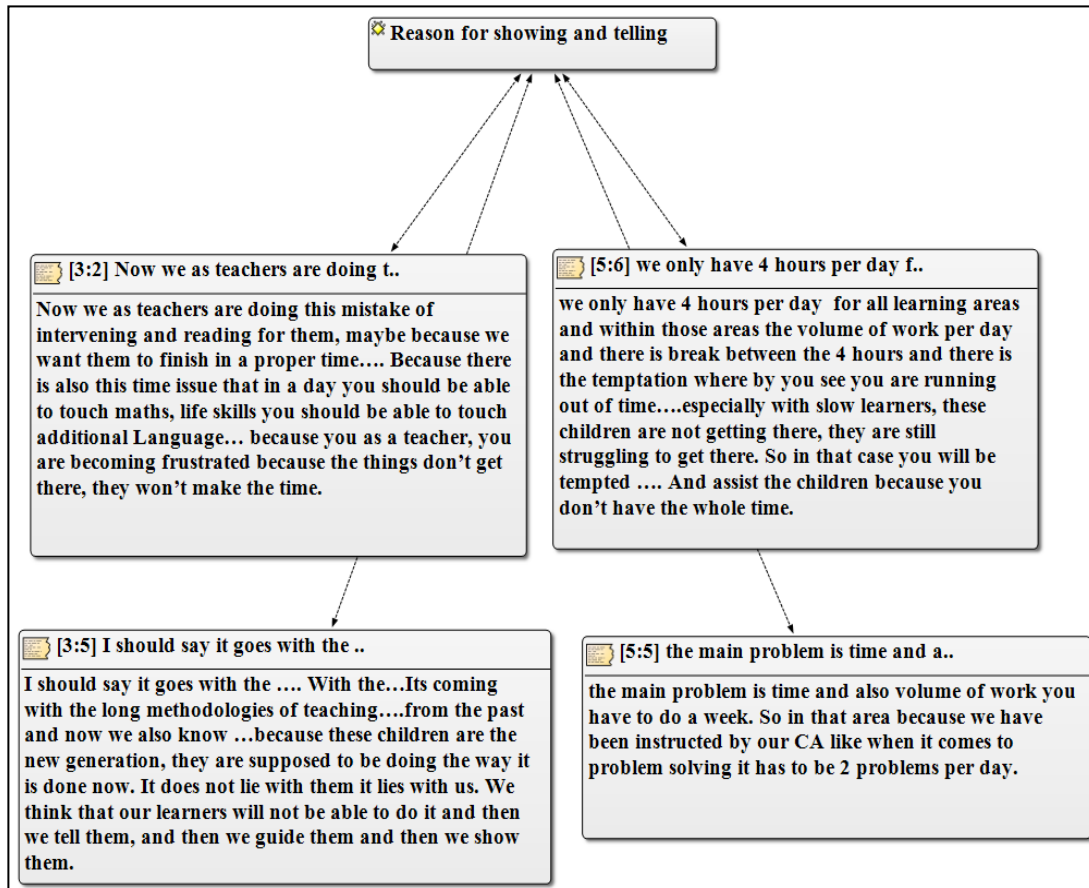 Reason for showing and telling
[3:2] Now we as teachers are doing t..
Now we as teachers are doing this mistake of
intervening and reading for them, maybe because we
want them to finish in a proper time…. Because there
is also this time issue that in a day you should be able
to touch maths, life skills you should be able to touch
additional Language… because you as a teacher, you
are becoming frustrated because the things don’t get
there, they won’t make the time.
[5:6] we only have 4 hours per day f..
we only have 4 hours per day  for all learning areas
and within those areas the volume of work per day
and there is break between the 4 hours and there is
the temptation where by you see you are running
out of time….especially with slow learners, these
children are not getting there, they are still
struggling to get there. So in that case you will be
tempted …. And assist the children because you
don’t have the whole time.
[3:5] I should say it goes with the ..
I should say it goes with the …. With the…Its coming
with the long methodologies of teaching….from the
past and now we also know …because these children are the
new generation, they are supposed to be doing the way it
is done now. It does not lie with them it lies with us. We
think that our learners will not be able to do it and then
we tell them, and then we guide them and then we show
them.
[5:5] the main problem is time and a..
the main problem is time and also volume of work you
have to do a week. So in that area because we have
been instructed by our CA like when it comes to
problem solving it has to be 2 problems per day.